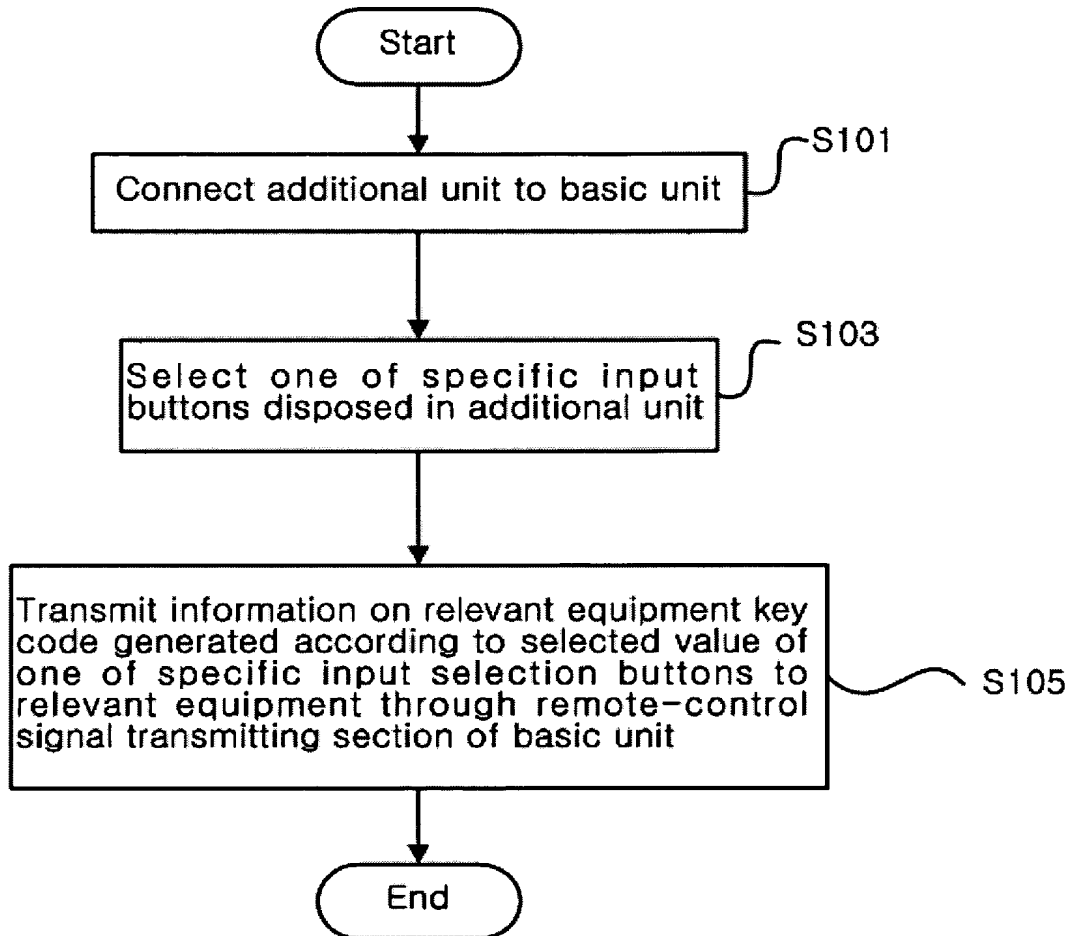 Start
S101
Connect additional unit to basic unit
S103
Select one of specific input
buttons disposed in additional unit
Transmit information on relevant equipment key
code generated according to selected value of
one of specific input selection buttons to
relevant equipment through remote-control
signal transmitting section of basic unit
S105
End